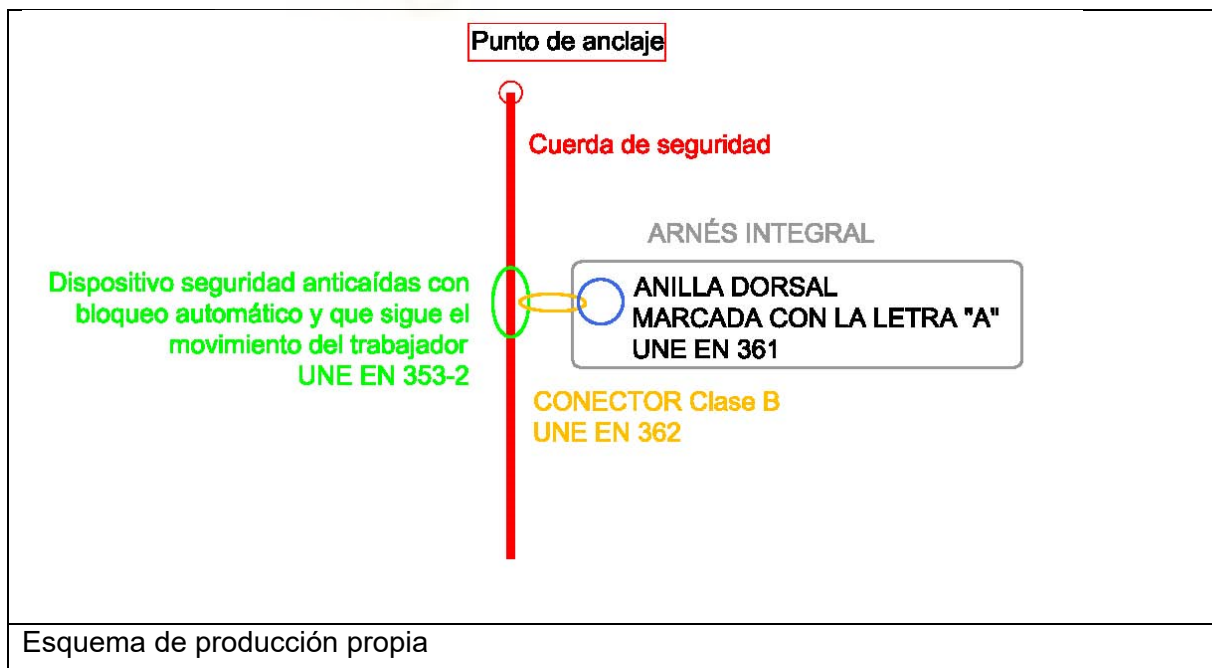 Punto de anclaje
Cuerda de seguridad
ARNÉS INTEGRAL
Dispositivo seguridad anticaídas con
bloqueo automático y que sigue el
movimiento del trabajador
UNE EN 353-2
ANILLA DORSAL
MARCADA CON LA LETRA "A"
UNE EN 361
CONECTOR Clase B
UNE EN 362
Esquema de producción propia